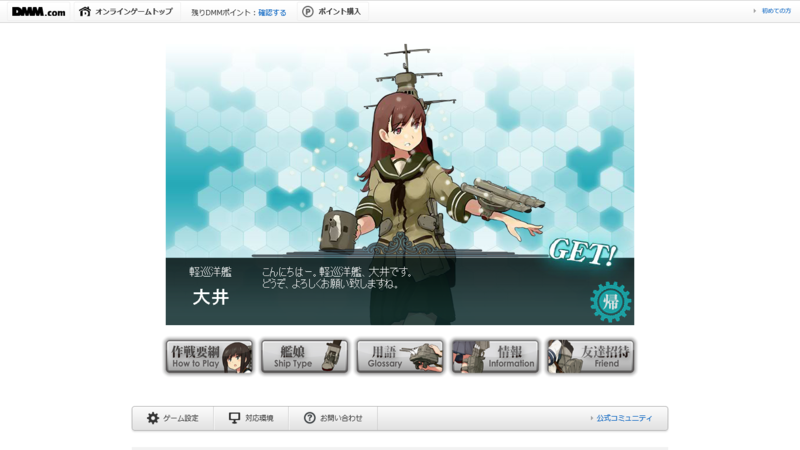 DMM.com オンラインゲームトップ 残りDMMポイント：確認する ポイント購入 初めての方
GET!
軽巡洋艦
大井
こんにちはー。軽巡洋艦、大井です。
どうぞ、よろしくお願い致しますね。
帰
作戦要綱 艦娘 用語 情報 友達招待
How to Play Ship Type Glossary Information Friend
ゲーム設定 対応環境 お問い合わせ 公式コミュニティ